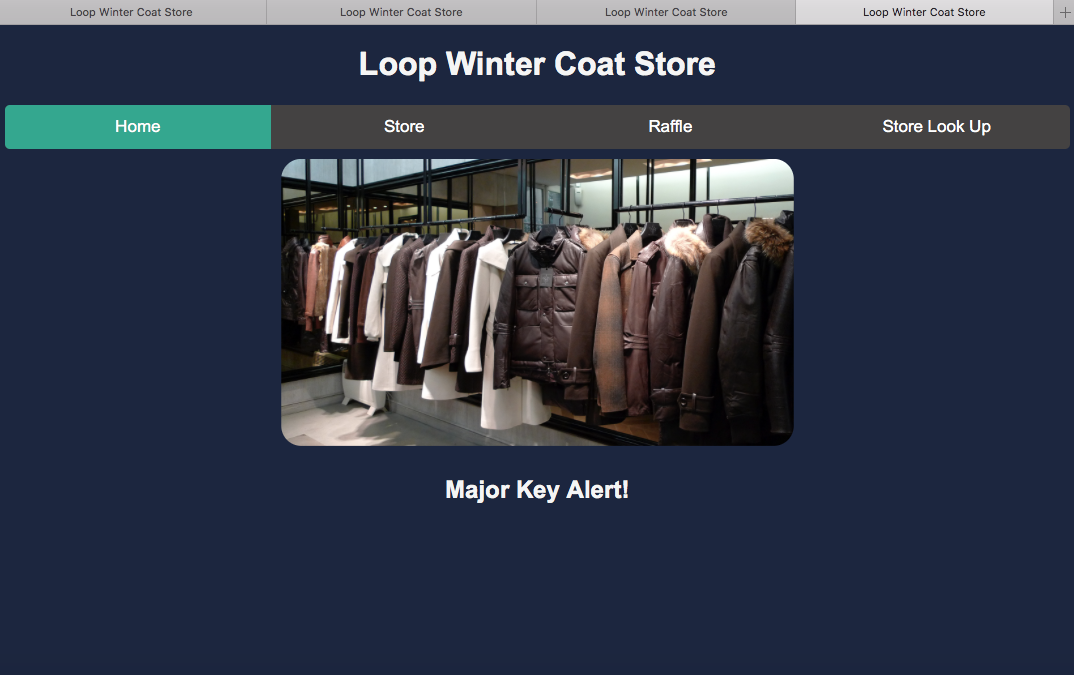 Loop Winter Coat Store Loop Winter Coat Store Loop Winter Coat Store Loop Winter Coat Store +
Loop Winter Coat Store
Home Store Raffle Store Look Up
Major Key Alert!